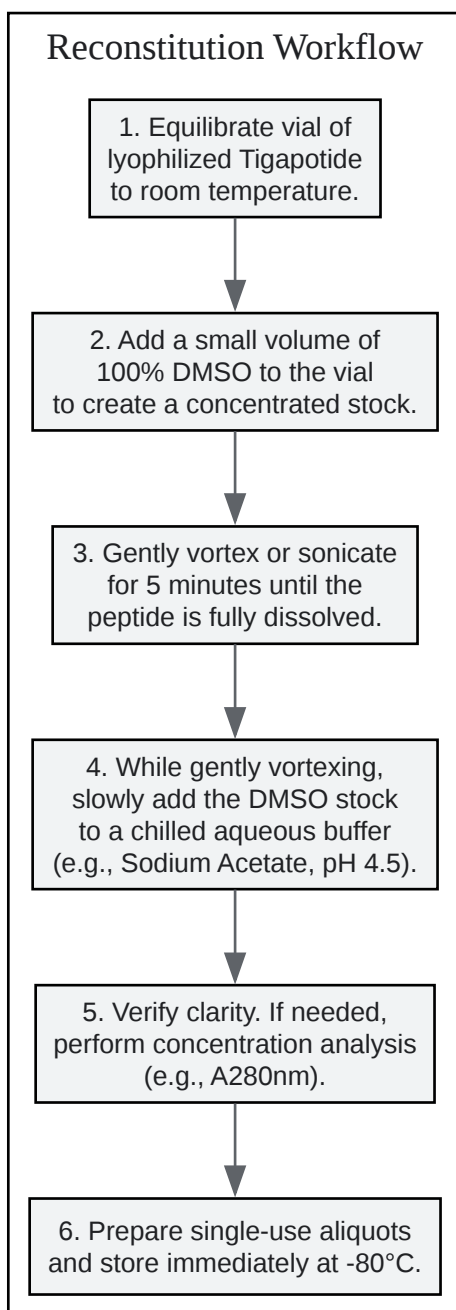 Reconstitution Workflow
1. Equilibrate vial of
lyophilized Tigapotide
to room temperature.
2. Add a small volume of
100% DMSO to the vial
to create a concentrated stock.
3. Gently vortex or sonicate
for 5 minutes until the
peptide is fully dissolved.
4. While gently vortexing,
slowly add the DMSO stock
to a chilled aqueous buffer
(e.g., Sodium Acetate, pH 4.5).
5. Verify clarity. If needed,
perform concentration analysis
(e.g., A280nm).
6. Prepare single-use aliquots
and store immediately at -80°C.